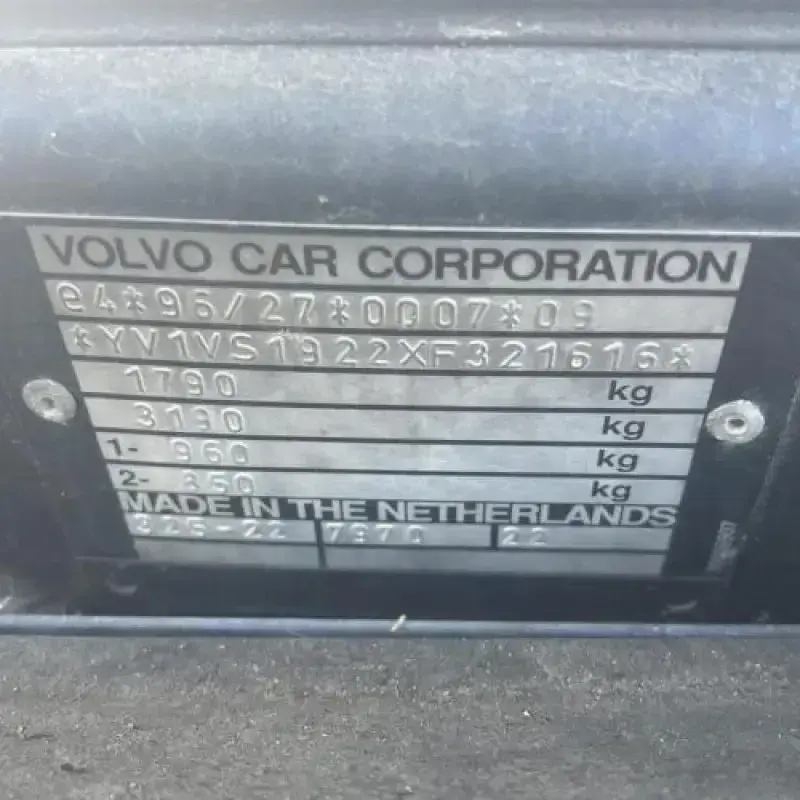 VOLVO CAR CORPORATION
e4*96/27*0007*09
*YV1VS1922XF321616*
1790 kg
3190 kg
1- 960 kg
2- 850 kg
MADE IN THE NETHERLANDS
7970 22